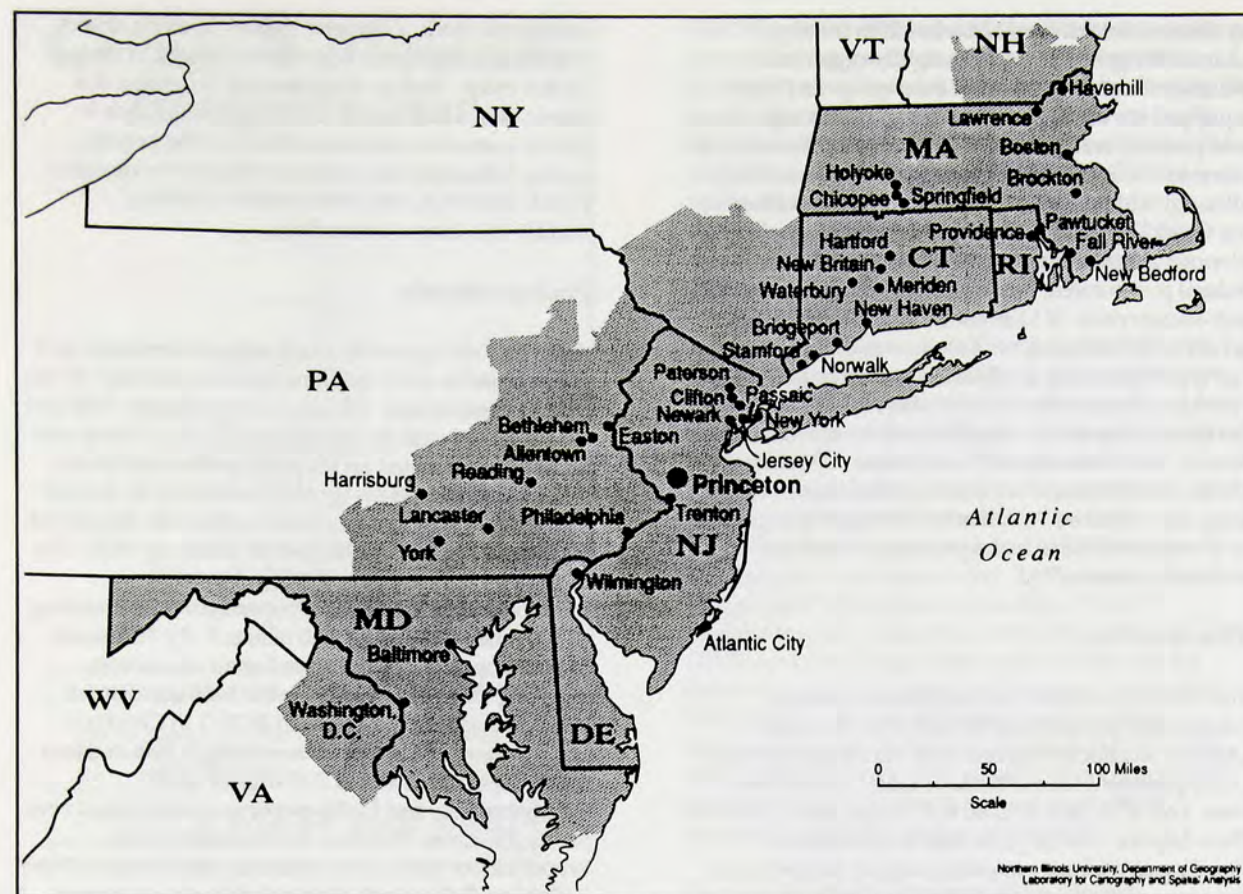 VT
NH
Haverhill
NY
Lawrence
MA
Boston
Holyoke
Brockton
Chicopee
Springfield
Providence
Pawtucket
Hartford
CT
Fall River
New Britain
RI
New Bedford
Waterbury
Meriden
New Haven
Bridgeport
Stamford
Norwalk
PA
Paterson
Clifton
Passaic
Newark
New York
Bethlehem
Easton
Allentown
Jersey City
Reading
Harrisburg
Princeton
Lancaster
Philadelphia
Trenton
York
NJ
Atlantic
Ocean
Wilmington
MD
Baltimore
Atlantic City
WV
Washington,
D.C.
DE
VA
0 50 100 Miles
Scale
Northern Illinois University, Department of Geography
Laboratory for Cartography and Spatial Analysis